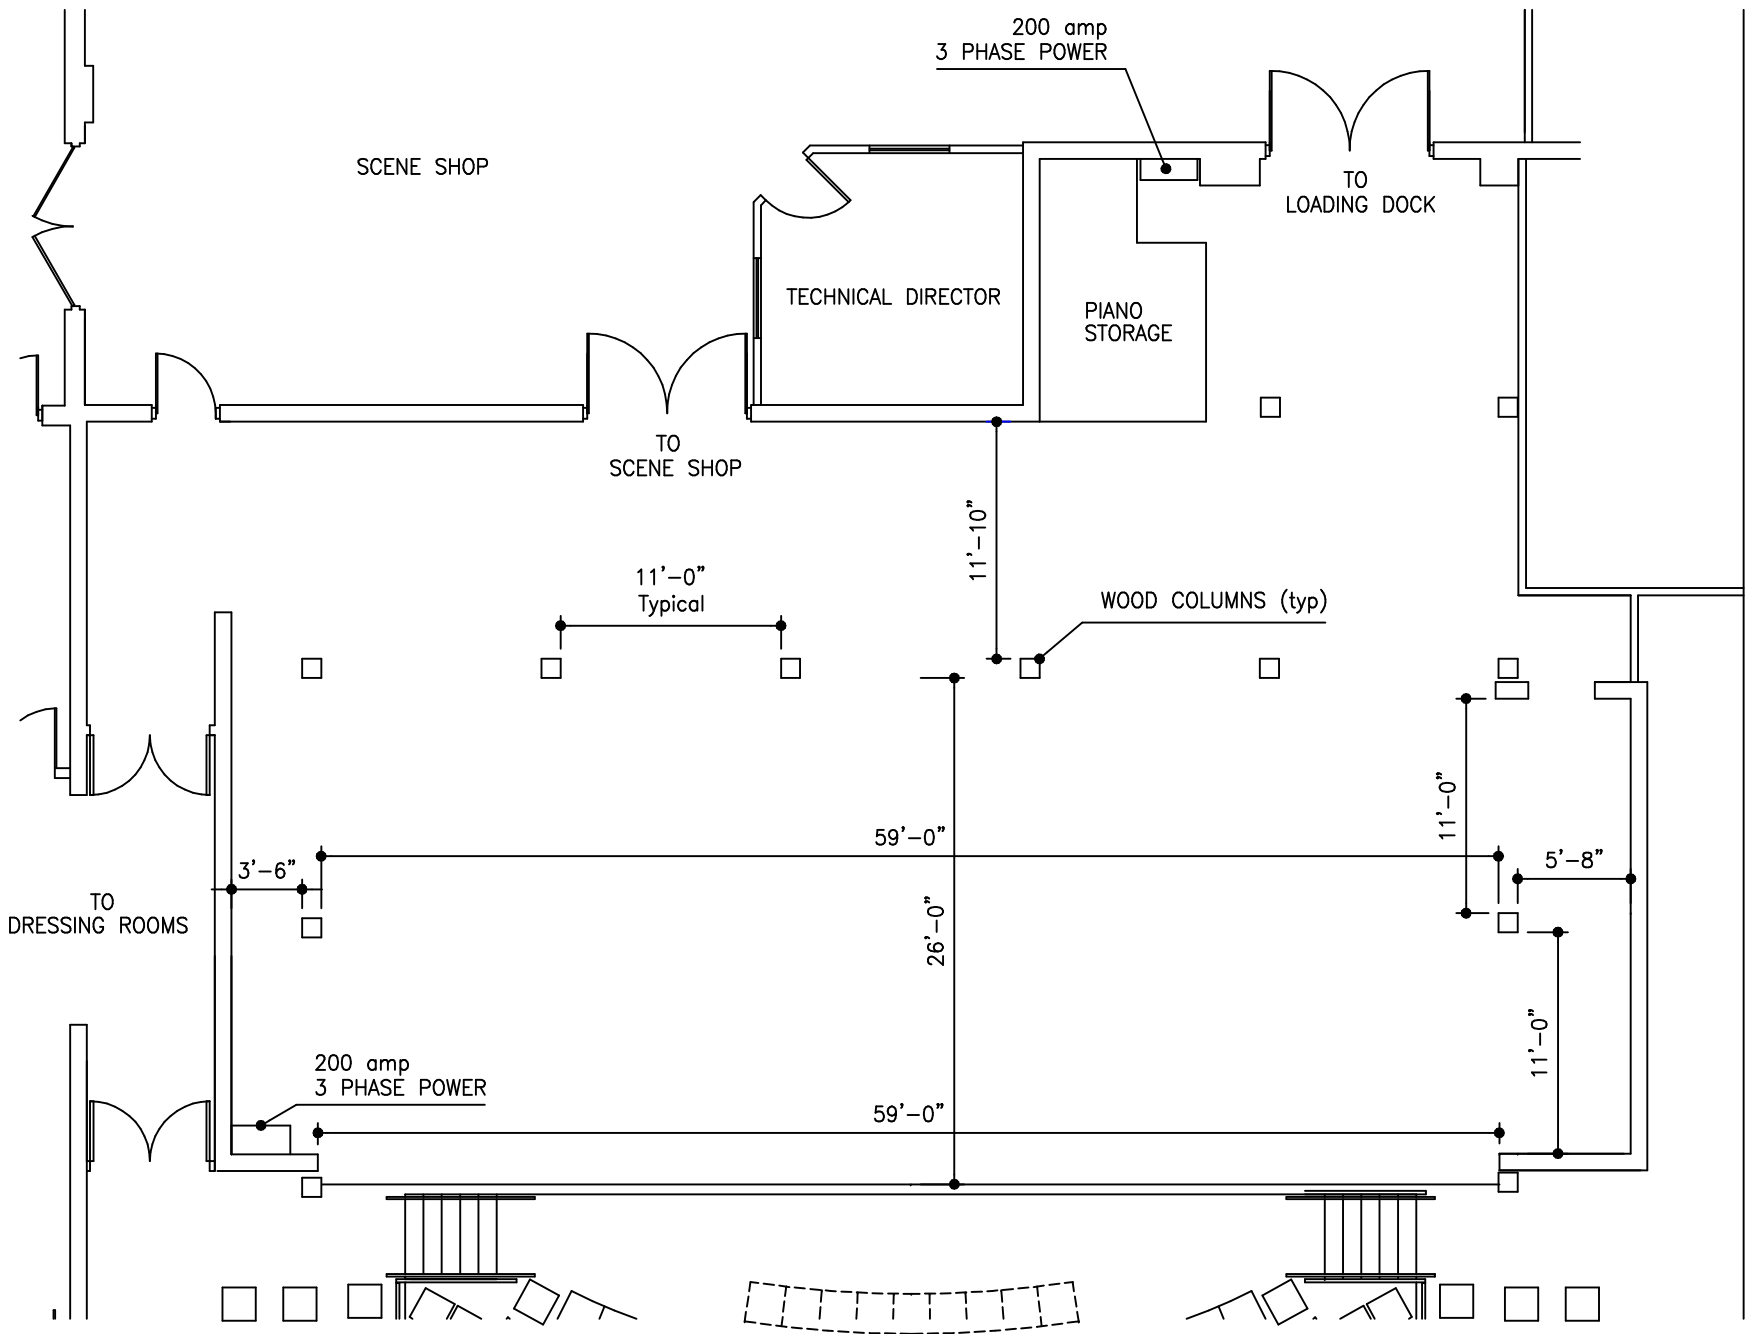 200 amp
3 PHASE POWER
SCENE SHOP
TO
LOADING DOCK
TECHNICAL DIRECTOR
PIANO
STORAGE
TO
SCENE SHOP
11'-10"
11'-0"
Typical
WOOD COLUMNS (typ)
11'-0"
59'-0"
3'-6"
5'-8"
TO
DRESSING ROOMS
26'-0"
11'-0"
200 amp
3 PHASE POWER
59'-0"